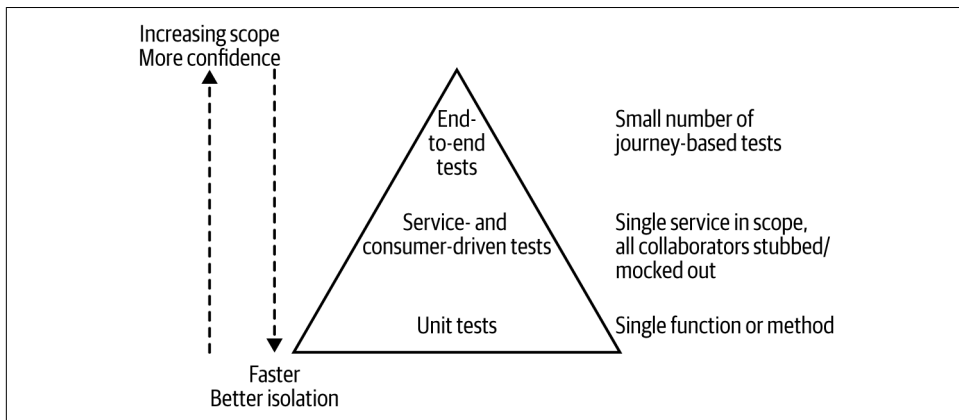 Increasing scope
More confidence
End-
to-end
tests
Small number of
journey-based tests
Service- and
consumer-driven tests
Single service in scope,
all collaborators stubbed/
mocked out
Unit tests
Single function or method
Faster
Better isolation